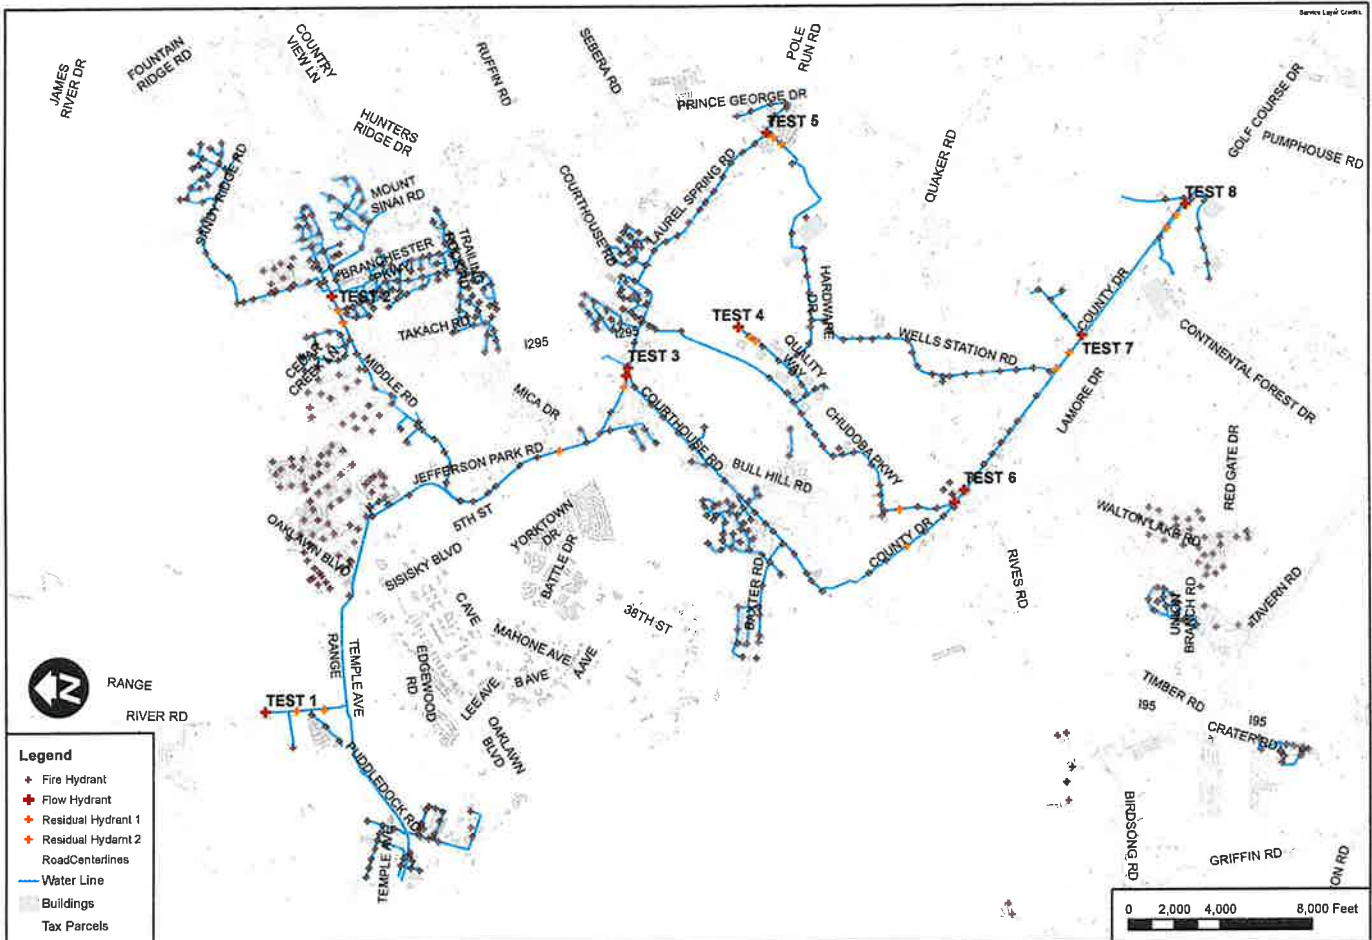 Service Layer Credits:
JAMES
RIVER DR
FOUNTAIN
RIDGE RD
COUNTRY
VIEW LN
RUFFIN RD
SEBERA RD
POLE
RUN RD
GOLF COURSE DR
PUMPHOUSE RD
HUNTERS
RIDGE DR
PRINCE GEORGE DR
TEST 5
QUAKER RD
SANDY RIDGE RD
MOUNT
SINAI RD
COURTHOUSE RD
LAUREL SPRING RD
TEST 8
BRANCHESTER
PKWY
TRAILING
ROCK RD
TEST 2
TAKACH RD
I295
I295
TEST 4
HARDWARE
DR
COUNTY DR
WELLS STATION RD
TEST 7
CONTINENTAL FOREST DR
CEDAR
CREEK LN
MIDDLE RD
TEST 3
QUALITY
WAY
LAMORE DR
MICA DR
COURTHOUSE RD
CHUDOBA PKWY
JEFFERSON PARK RD
BULL HILL RD
TEST 6
RED GATE DR
OAKLAWN BLVD
5TH ST
YORKTOWN
DR
WALTON LAKE RD
SISISKY BLVD
BATTLE DR
COUNTY DR
RIVES RD
BAXTER RD
CAVE
38TH ST
UNION
BRANCH RD
TAVERN RD
MAHONE AVE
A AVE
TEMPLE AVE
RANGE
EDGEWOOD
RD
B AVE
LEE AVE
RANGE
RIVER RD
TEST 1
TIMBER RD
I95
I95
CRATER RD
OAKLAWN
BLVD
PUDDLEDOCK RD
TEMPLE AVE
BIRDSONG RD
GRIFFIN RD
ON RD
N
Legend
Fire Hydrant
Flow Hydrant
Residual Hydrant 1
Residual Hydarnt 2
RoadCenterlines
Water Line
Buildings
Tax Parcels
0 2,000 4,000 8,000 Feet